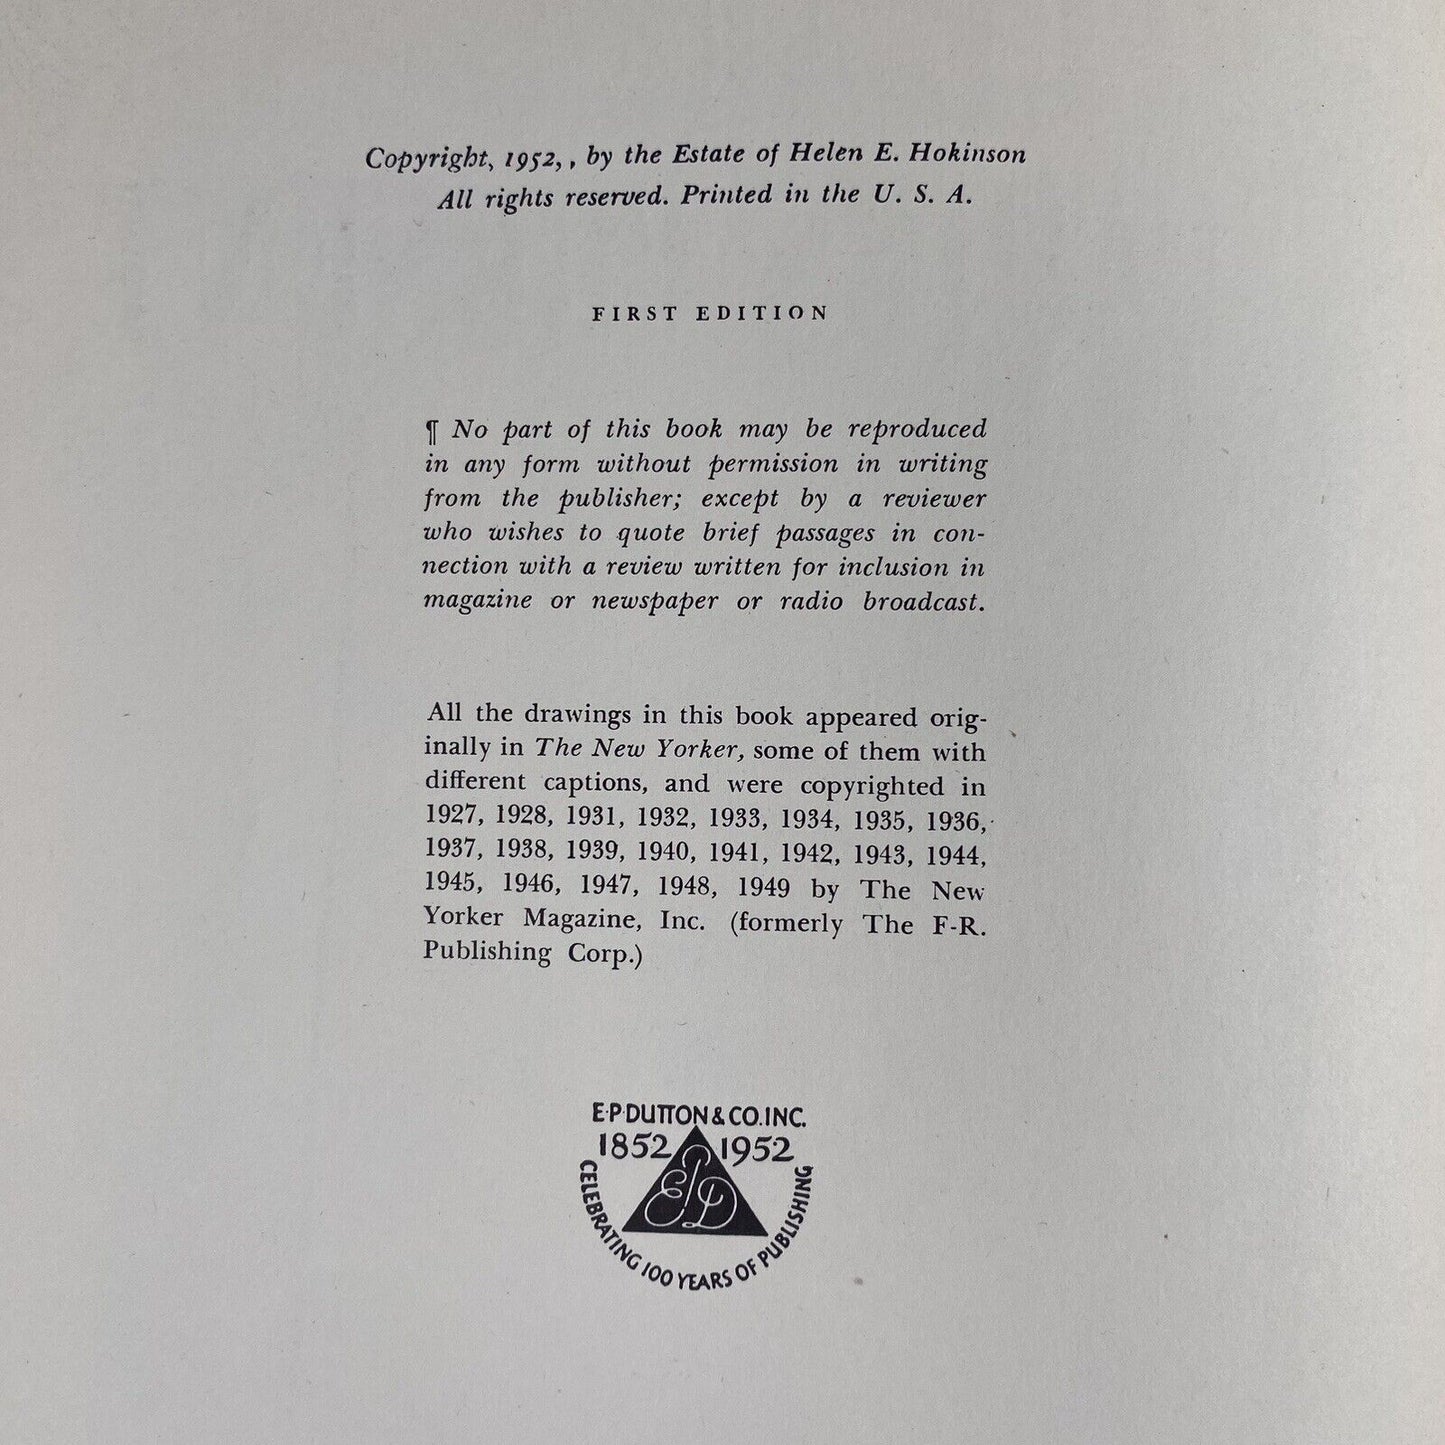 Copyright, 1952, , by the Estate of Helen E. Hokinson
All rights reserved. Printed in the U. S. A.
FIRST EDITION
¶ No part of this book may be reproduced
in any form without permission in writing
from the publisher; except by a reviewer
who wishes to quote brief passages in con-
nection with a review written for inclusion in
magazine or newspaper or radio broadcast.
All the drawings in this book appeared orig-
inally in The New Yorker, some of them with
different captions, and were copyrighted in
1927, 1928, 1931, 1932, 1933, 1934, 1935, 1936,
1937, 1938, 1939, 1940, 1941, 1942, 1943, 1944,
1945, 1946, 1947, 1948, 1949 by The New
Yorker Magazine, Inc. (formerly The F-R.
Publishing Corp.)
E·P·DUTTON & CO. INC.
1852 1952
EPD
CELEBRATING 100 YEARS OF PUBLISHING